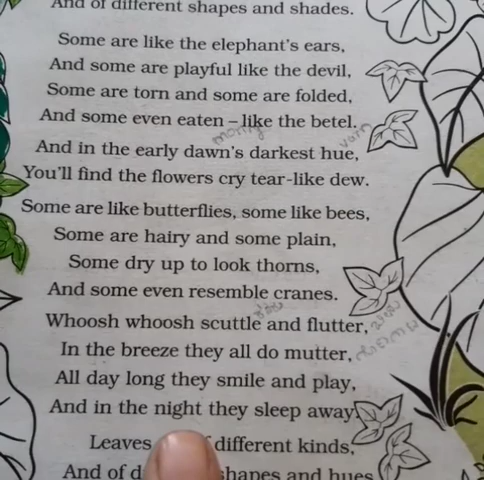 And of different shapes and shades.
Some are like the elephant's ears,
And some are playful like the devil,
Some are torn and some are folded,
And some even eaten – like the betel.
And in the early dawn's darkest hue,
You'll find the flowers cry tear-like dew.
Some are like butterflies, some like bees,
Some are hairy and some plain,
Some dry up to look thorns,
And some even resemble cranes.
Whoosh whoosh scuttle and flutter,
In the breeze they all do mutter,
All day long they smile and play,
And in the night they sleep away
Leaves different kinds,
And of shapes and hues